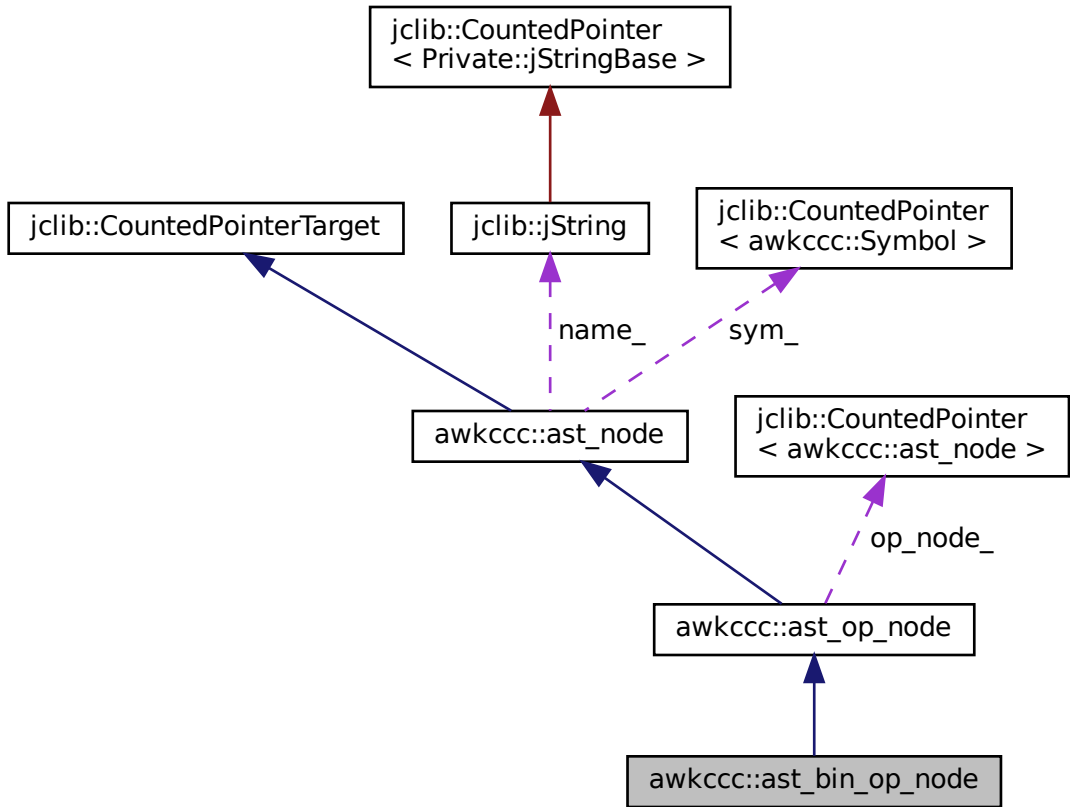 jclib::CountedPointer
< Private::jStringBase >
jclib::CountedPointerTarget
jclib::jString
jclib::CountedPointer
< awkccc::Symbol >
name_
sym_
awkccc::ast_node
jclib::CountedPointer
< awkccc::ast_node >
op_node_
awkccc::ast_op_node
awkccc::ast_bin_op_node